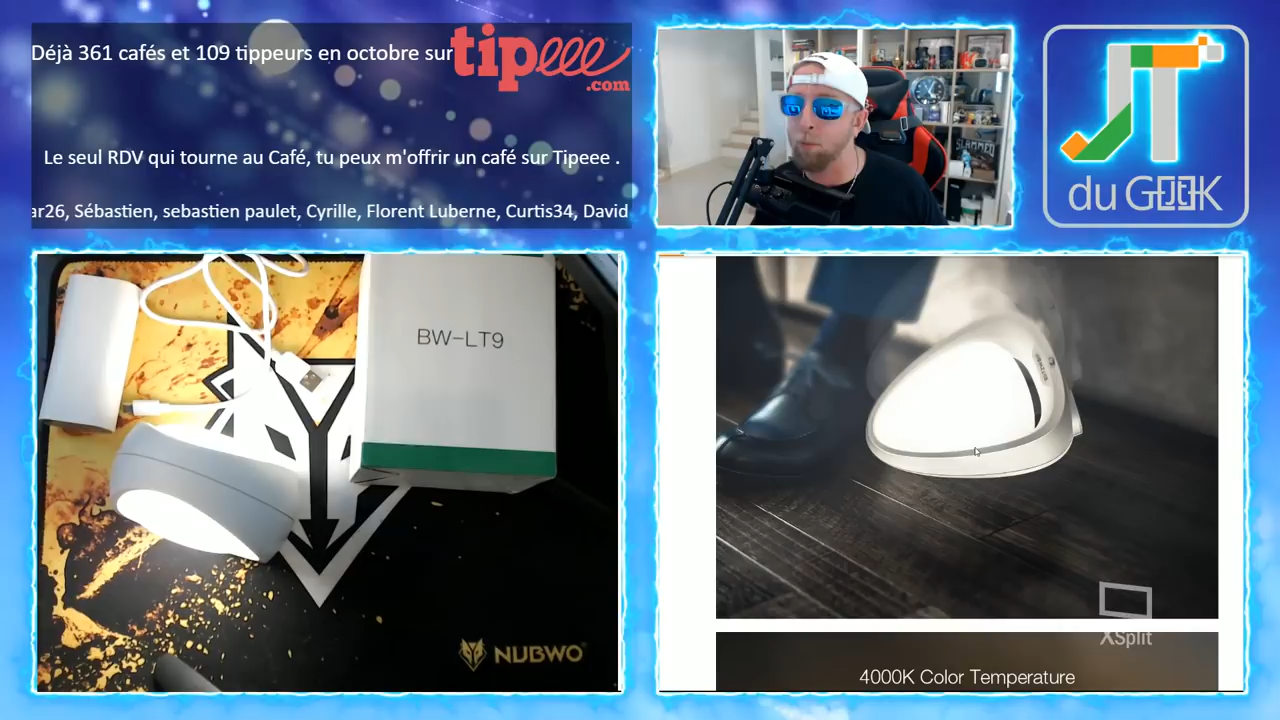 Déjà 361 cafés et 109 tippeurs en octobre sur
tipeee
.com
Le seul RDV qui tourne au Café, tu peux m'offrir un café sur Tipeee .
ar26, Sébastien, sebastien paulet, Cyrille, Florent Luberne, Curtis34, David
SLAMMED
JT
du GEEK
BW-LT9
NUBWO
XSplit
4000K Color Temperature